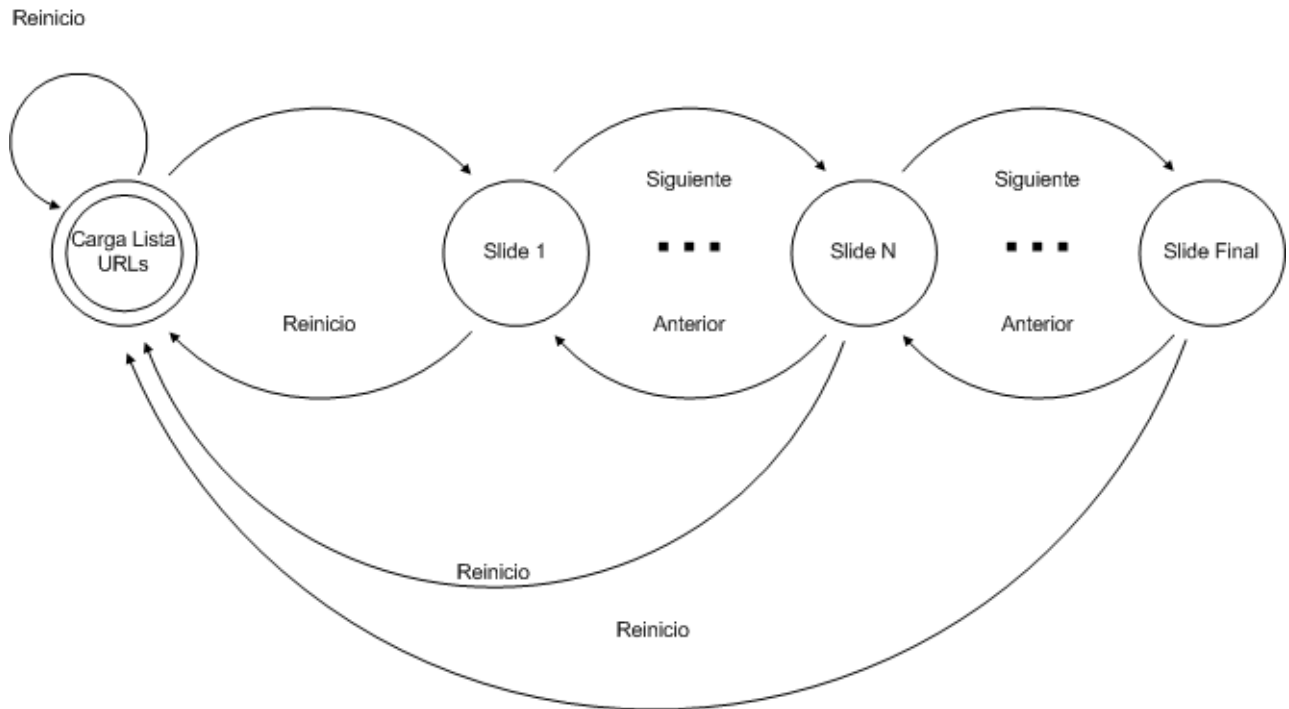 Reinicio
Siguiente
Siguiente
Carga Lista
URLs
Slide 1
Slide N
Slide Final
Reinicio
Anterior
Anterior
Reinicio
Reinicio